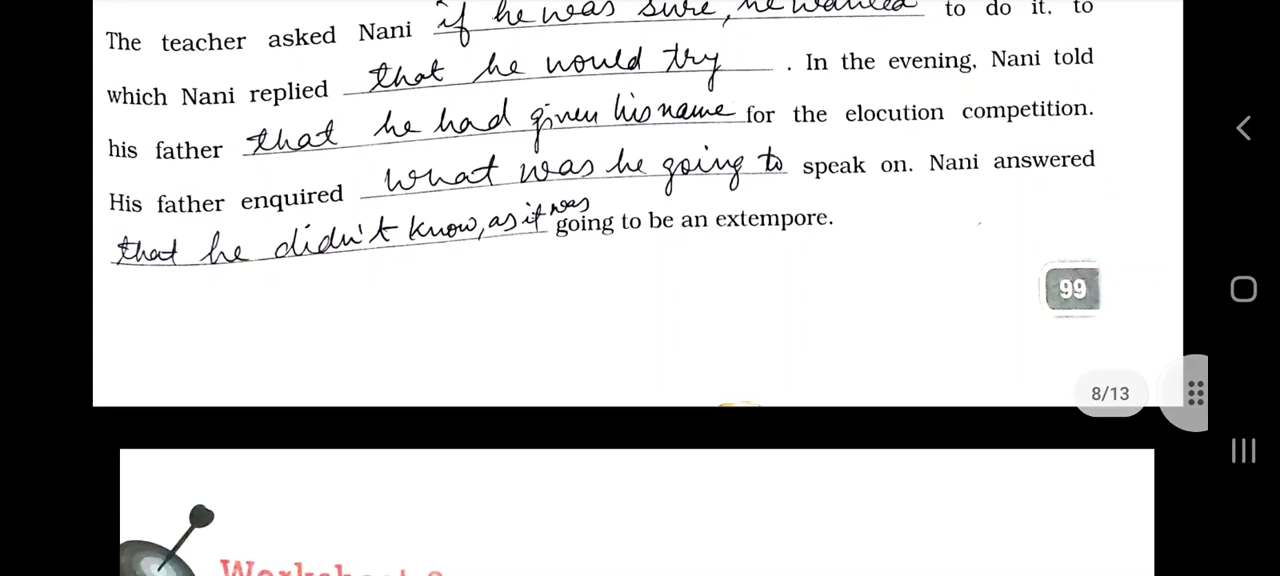 The teacher asked Nani if he was sure, he wanted to do it, to
which Nani replied that he would try . In the evening, Nani told
his father that he had given his name for the elocution competition.
His father enquired what was he going to speak on. Nani answered
that he didn't know, as it was going to be an extempore.
99
8/13